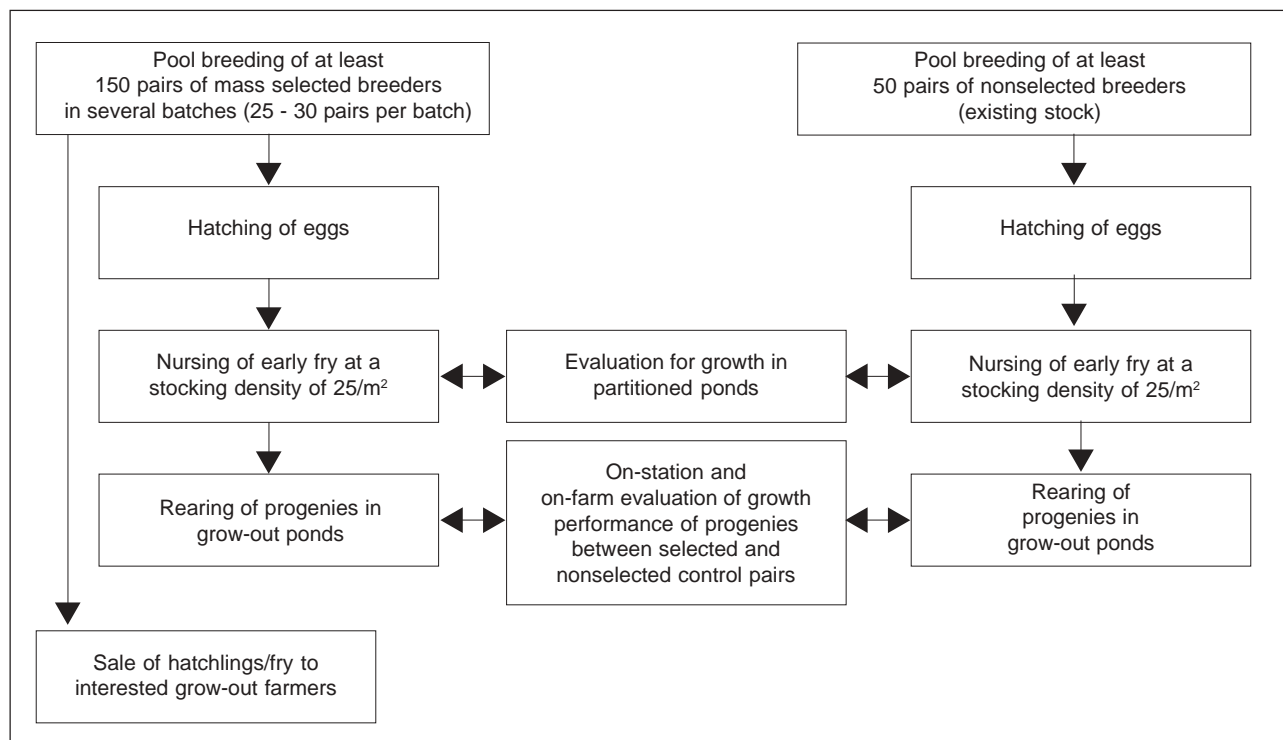 Pool breeding of at least
150 pairs of mass selected breeders
in several batches (25 - 30 pairs per batch)
Pool breeding of at least
50 pairs of nonselected breeders
(existing stock)
Hatching of eggs
Hatching of eggs
Nursing of early fry at a
stocking density of 25/m²
Evaluation for growth in
partitioned ponds
Nursing of early fry at a
stocking density of 25/m²
Rearing of progenies in
grow-out ponds
On-station and
on-farm evaluation of growth
performance of progenies
between selected and
nonselected control pairs
Rearing of
progenies in
grow-out ponds
Sale of hatchlings/fry to
interested grow-out farmers